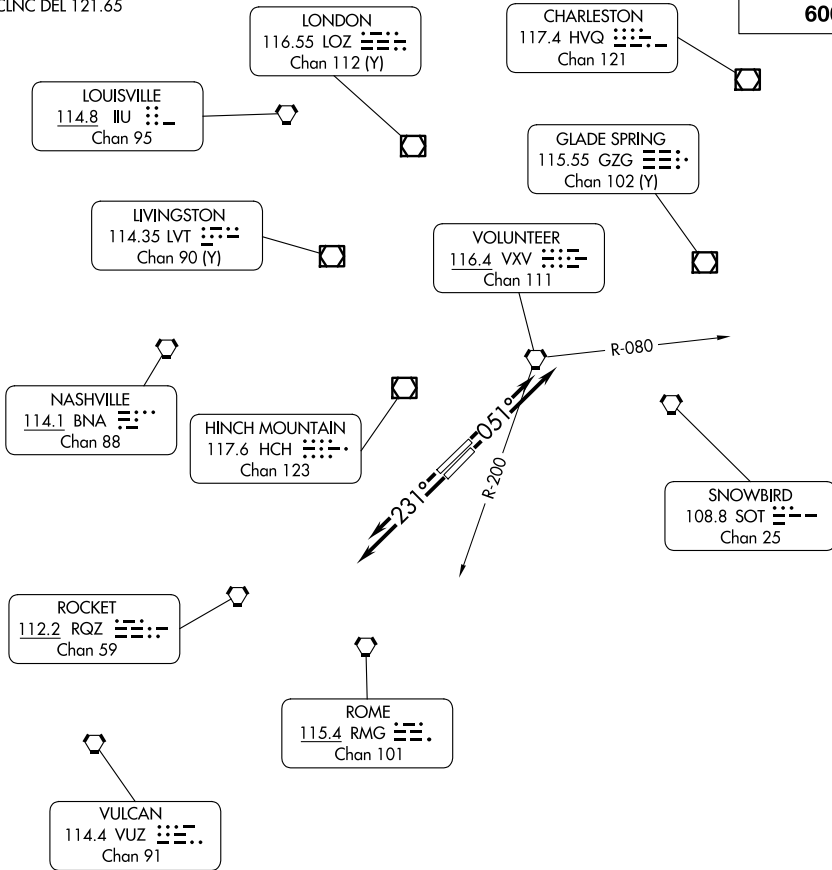 CLNC DEL 121.65
600
LONDON
116.55 LOZ
Chan 112 (Y)
CHARLESTON
117.4 HVQ
Chan 121
LOUISVILLE
114.8 IIU
Chan 95
GLADE SPRING
115.55 GZG
Chan 102 (Y)
LIVINGSTON
114.35 LVT
Chan 90 (Y)
VOLUNTEER
116.4 VXV
Chan 111
R-080
NASHVILLE
114.1 BNA
Chan 88
HINCH MOUNTAIN
117.6 HCH
Chan 123
051°
231°
R-200
SNOWBIRD
108.8 SOT
Chan 25
ROCKET
112.2 RQZ
Chan 59
ROME
115.4 RMG
Chan 101
VULCAN
114.4 VUZ
Chan 91